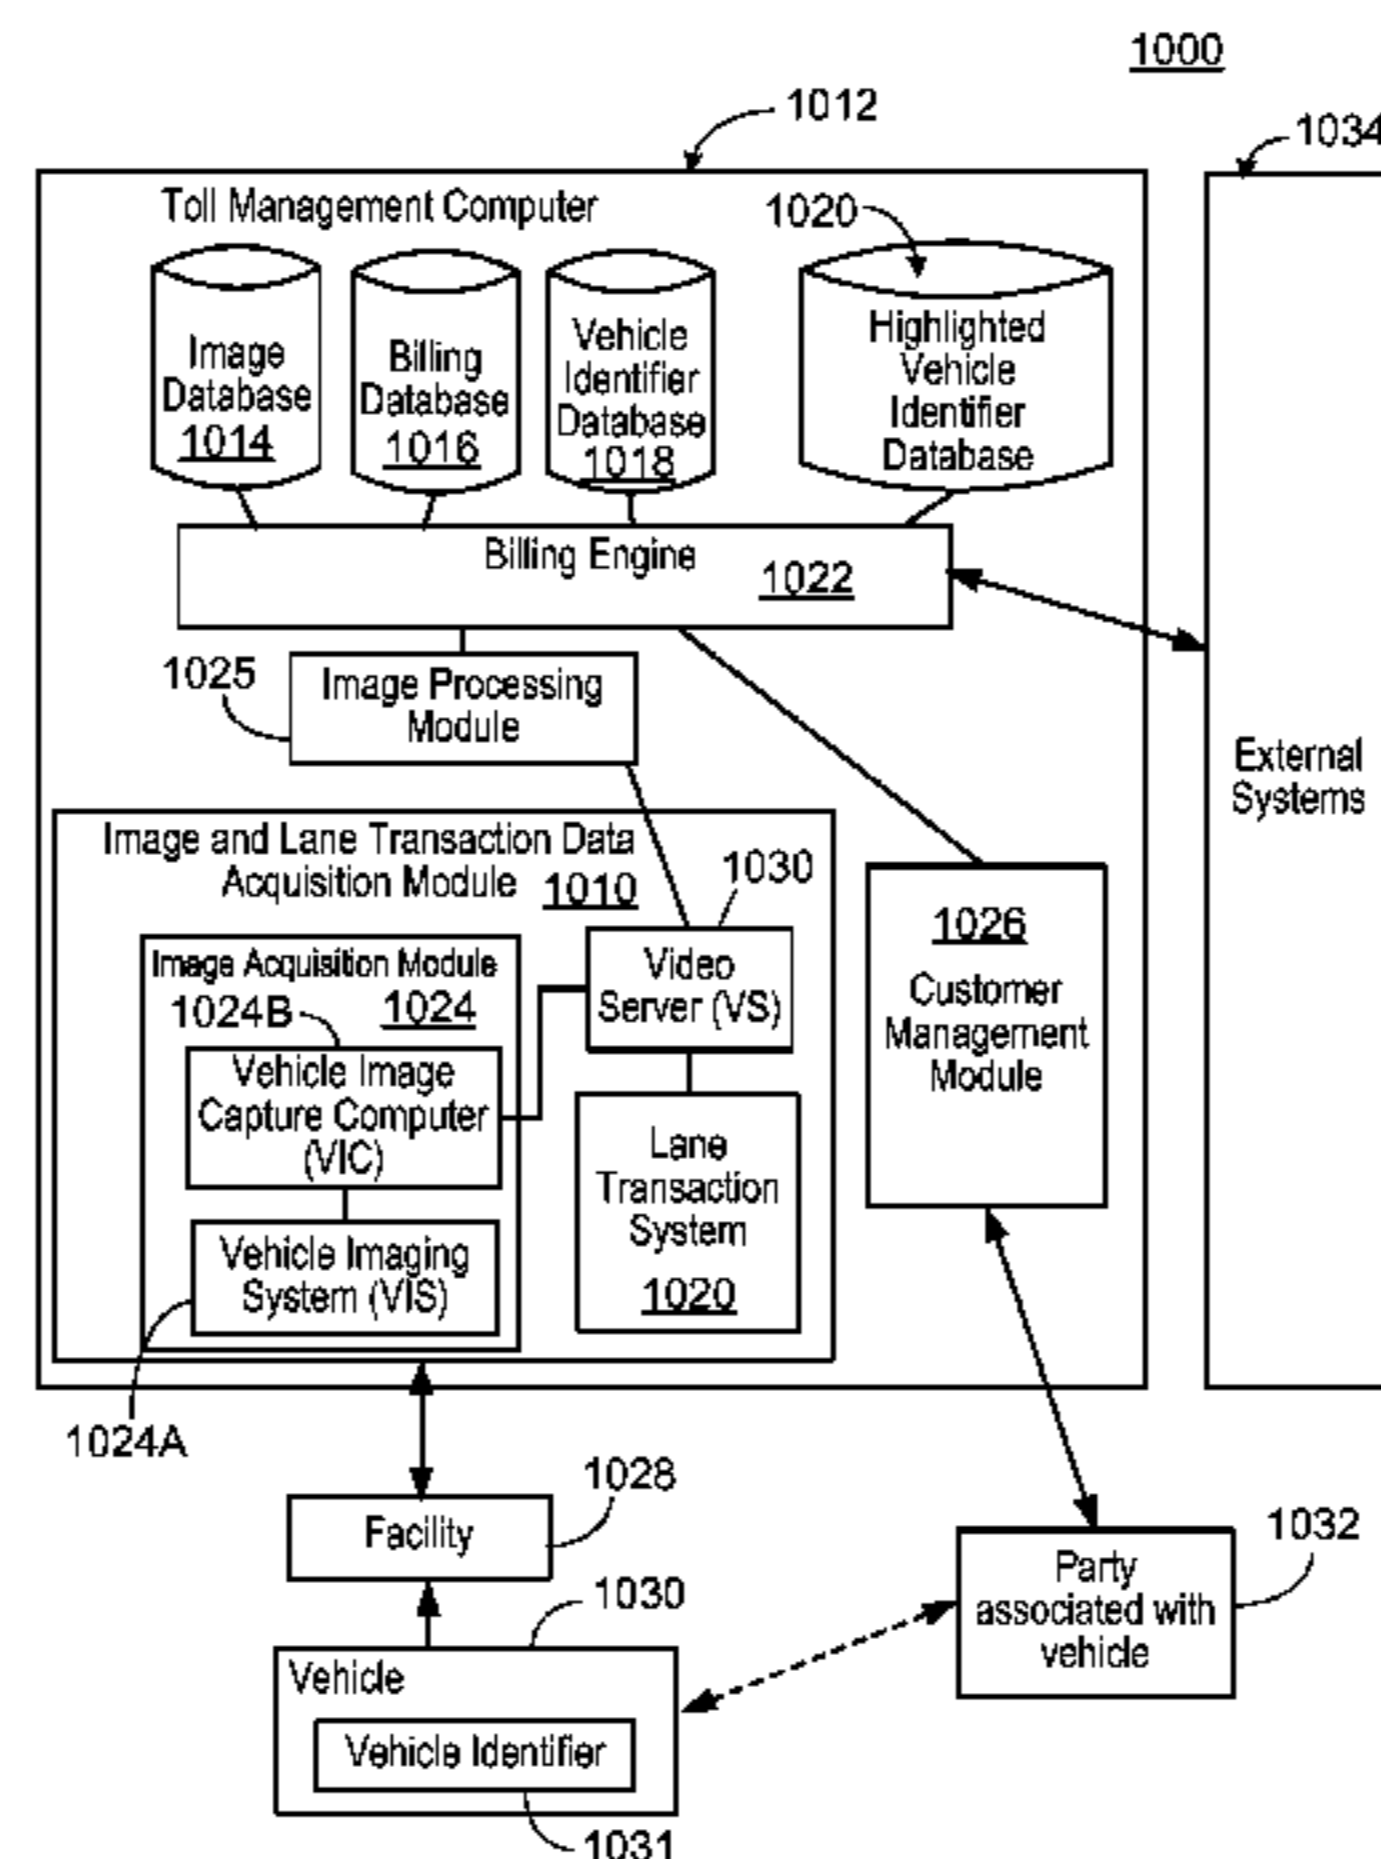 1000
1012
1034
Toll Management Computer
1020
Image
Database
1014
Billing
Database
1016
Vehicle
Identifier
Database
1018
Highlighted
Vehicle
Identifier
Database
Billing Engine
1022
1025
Image Processing
Module
External
Systems
Image and Lane Transaction Data
Acquisition Module 1010
1030
Image Acquisition Module
1024B
1024
Video
Server (VS)
1026
Customer
Management
Module
Vehicle Image
Capture Computer
(VIC)
Lane
Transaction
System
1020
Vehicle Imaging
System (VIS)
1024A
1028
Facility
1032
Party
associated with
vehicle
1030
Vehicle
Vehicle Identifier
1031